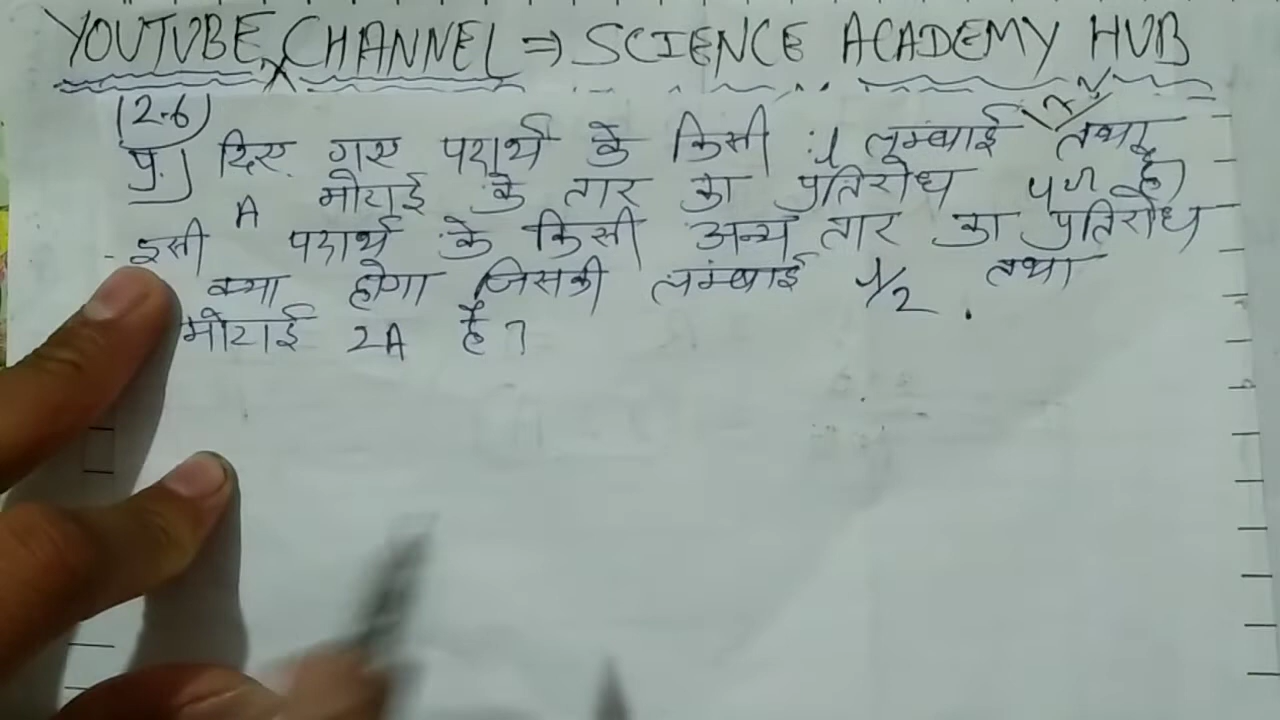 YOUTUBE CHANNEL => SCIENCE ACADEMY HUB
(2.6)
प्र.] दिए गए पदार्थ के किसी l लम्बाई तथा
A मोटाई के तार का प्रतिरोध 4Ω है।
इसी पदार्थ के किसी अन्य तार का प्रतिरोध
क्या होगा जिसकी लम्बाई l/2 तथा
मोटाई 2A है?